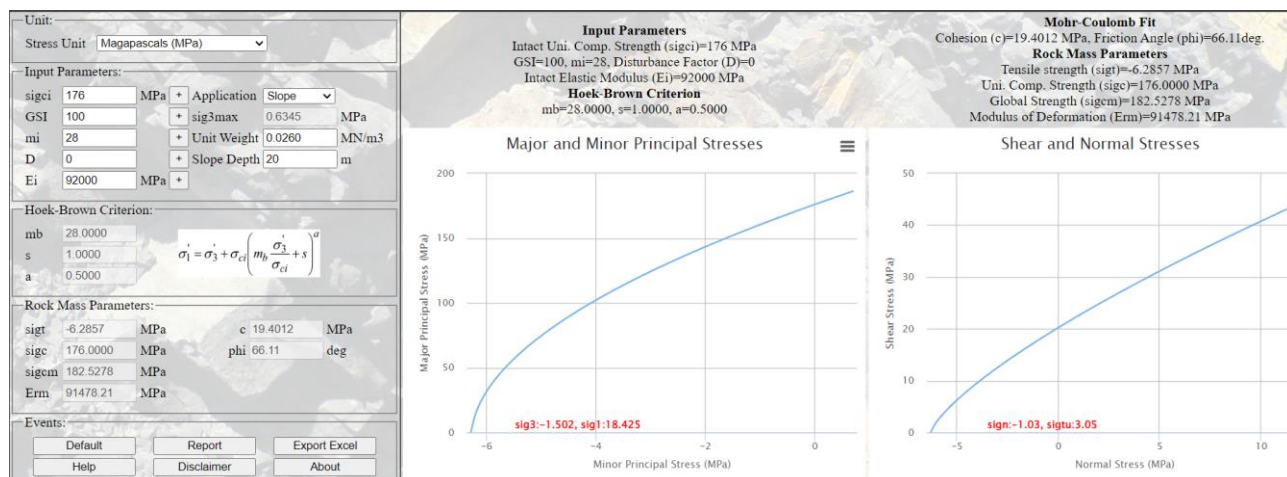 Unit:
Stress Unit Magapascals (MPa)
Input Parameters:
sigci 176 MPa + Application Slope
GSI 100 + sig3max 0.6345 MPa
mi 28 + Unit Weight 0.0260 MN/m3
D 0 + Slope Depth 20 m
Ei 92000 MPa +
Hoek-Brown Criterion:
mb 28.0000
s 1.0000
a 0.5000
σ'1 = σ'3 + σci(mb σ'3/σci + s)^a
Rock Mass Parameters:
sigt -6.2857 MPa c 19.4012 MPa
sigc 176.0000 MPa phi 66.11 deg
sigcm 182.5278 MPa
Erm 91478.21 MPa
Events:
Default Report Export Excel
Help Disclaimer About
Input Parameters
Intact Uni. Comp. Strength (sigci)=176 MPa
GSI=100, mi=28, Disturbance Factor (D)=0
Intact Elastic Modulus (Ei)=92000 MPa
Hoek-Brown Criterion
mb=28.0000, s=1.0000, a=0.5000
Mohr-Coulomb Fit
Cohesion (c)=19.4012 MPa, Friction Angle (phi)=66.11deg.
Rock Mass Parameters
Tensile strength (sigt)=-6.2857 MPa
Uni. Comp. Strength (sigc)=176.0000 MPa
Global Strength (sigcm)=182.5278 MPa
Modulus of Deformation (Erm)=91478.21 MPa
Major and Minor Principal Stresses
Major Principal Stress (MPa)
200
150
100
50
0
sig3:-1.502, sig1:18.425
-6 -4 -2 0
Minor Principal Stress (MPa)
Shear and Normal Stresses
Shear Stress (MPa)
50
40
30
20
10
0
sign:-1.03, sigtu:3.05
-5 0 5 10
Normal Stress (MPa)